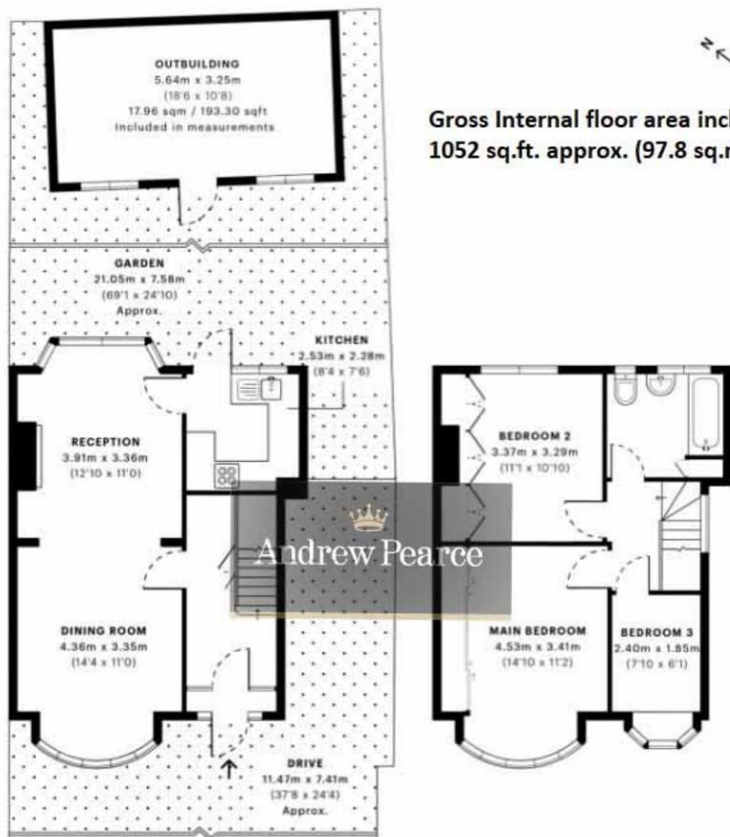 OUTBUILDING
5.64m x 3.25m
(18'6 x 10'8)
17.96 sqm / 193.30 sqft
Included in measurements
N
Gross Internal floor area incl
1052 sq.ft. approx. (97.8 sq.m
GARDEN
21.05m x 7.58m
(69'1 x 24'10)
Approx.
KITCHEN
2.53m x 2.28m
(8'4 x 7'6)
RECEPTION
3.91m x 3.36m
(12'10 x 11'0)
BEDROOM 2
3.37m x 3.29m
(11'1 x 10'10)
Andrew Pearce
DINING ROOM
4.36m x 3.35m
(14'4 x 11'0)
MAIN BEDROOM
4.53m x 3.41m
(14'10 x 11'2)
BEDROOM 3
2.40m x 1.85m
(7'10 x 6'1)
DRIVE
11.47m x 7.41m
(37'8 x 24'4)
Approx.